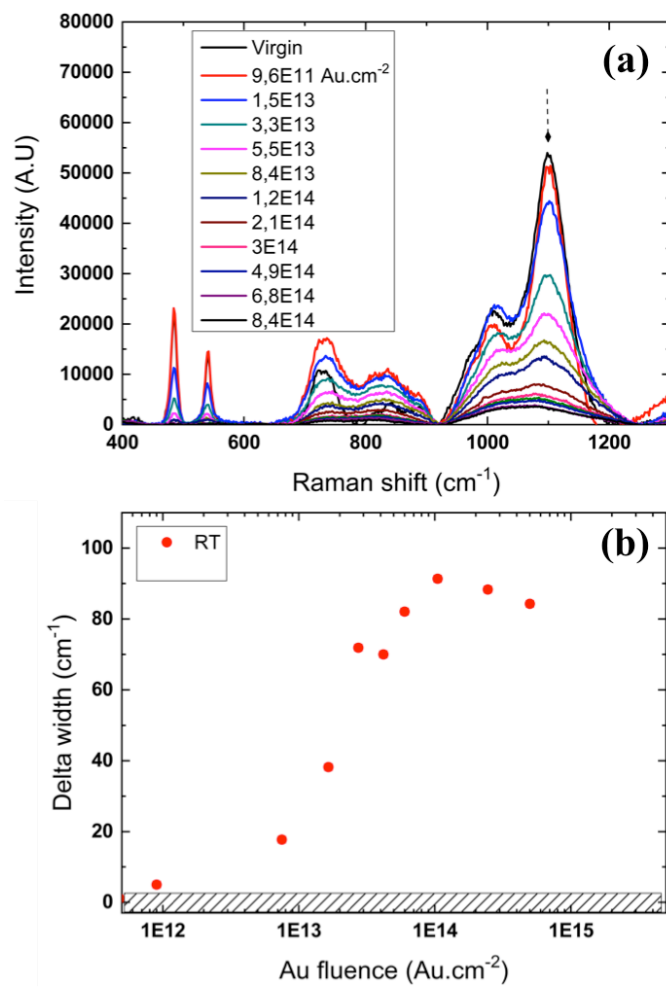 80000
70000
60000
50000
40000
30000
20000
10000
0
Intensity (A.U)
Virgin
9,6E11 Au.cm⁻²
1,5E13
3,3E13
5,5E13
8,4E13
1,2E14
2,1E14
3E14
4,9E14
6,8E14
8,4E14
(a)
400 600 800 1000 1200
Raman shift (cm⁻¹)
RT
(b)
100
80
60
40
20
0
Delta width (cm⁻¹)
1E12 1E13 1E14 1E15
Au fluence (Au.cm⁻²)